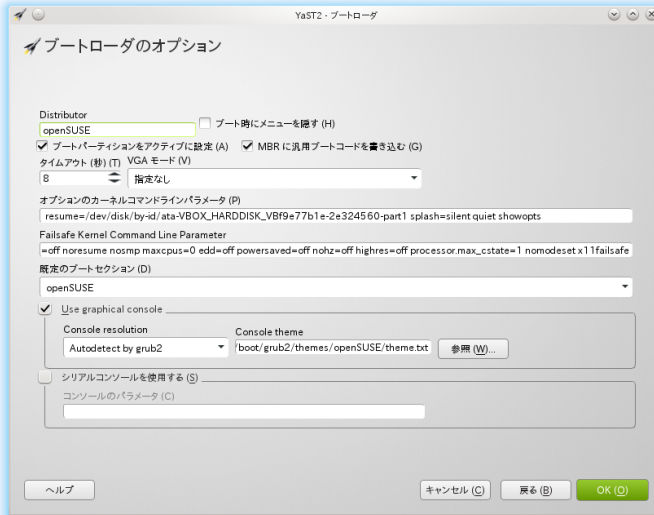 YaST2 - ブートローダ
ブートローダのオプション
Distributor
openSUSE
ブート時にメニューを隠す (H)
ブートパーティションをアクティブに設定 (A)
MBR に汎用ブートコードを書き込む (G)
タイムアウト (秒) (T)
VGA モード (V)
8
指定なし
オプションのカーネルコマンドラインパラメータ (P)
resume=/dev/disk/by-id/ata-VBOX_HARDDISK_VBf9e77b1e-2e324560-part1 splash=silent quiet showopts
Failsafe Kernel Command Line Parameter
=off noresume nosmp maxcpus=0 edd=off powersaved=off nohz=off highres=off processor.max_cstate=1 nomodeset x11failsafe
既定のブートセクション (D)
openSUSE
Use graphical console
Console resolution
Console theme
Autodetect by grub2
/boot/grub2/themes/openSUSE/theme.txt
参照 (W)...
シリアルコンソールを使用する (S)
コンソールのパラメータ (C)
ヘルプ
キャンセル (C)
戻る (B)
OK (O)